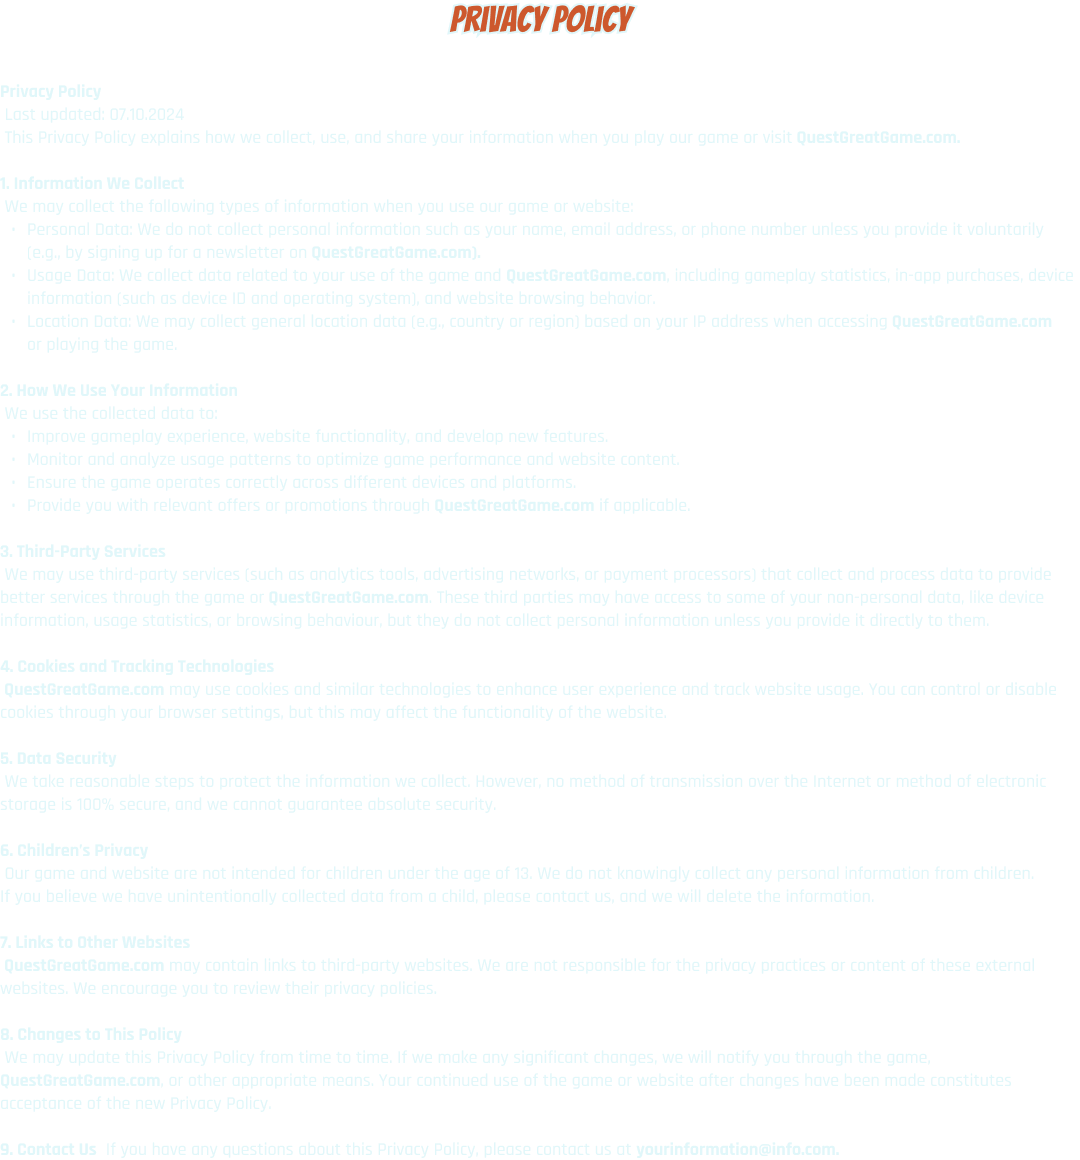 PRIVACY POLICY
Privacy Policy
Last updated: 07.10.2024
This Privacy Policy explains how we collect, use, and share your information when you play our game or visit QuestGreatGame.com.
1. Information We Collect
We may collect the following types of information when you use our game or website:
• Personal Data: We do not collect personal information such as your name, email address, or phone number unless you provide it voluntarily
(e.g., by signing up for a newsletter on QuestGreatGame.com).
• Usage Data: We collect data related to your use of the game and QuestGreatGame.com, including gameplay statistics, in-app purchases, device
information (such as device ID and operating system), and website browsing behavior.
• Location Data: We may collect general location data (e.g., country or region) based on your IP address when accessing QuestGreatGame.com
or playing the game.
2. How We Use Your Information
We use the collected data to:
• Improve gameplay experience, website functionality, and develop new features.
• Monitor and analyze usage patterns to optimize game performance and website content.
• Ensure the game operates correctly across different devices and platforms.
• Provide you with relevant offers or promotions through QuestGreatGame.com if applicable.
3. Third-Party Services
We may use third-party services (such as analytics tools, advertising networks, or payment processors) that collect and process data to provide
better services through the game or QuestGreatGame.com. These third parties may have access to some of your non-personal data, like device
information, usage statistics, or browsing behaviour, but they do not collect personal information unless you provide it directly to them.
4. Cookies and Tracking Technologies
QuestGreatGame.com may use cookies and similar technologies to enhance user experience and track website usage. You can control or disable
cookies through your browser settings, but this may affect the functionality of the website.
5. Data Security
We take reasonable steps to protect the information we collect. However, no method of transmission over the Internet or method of electronic
storage is 100% secure, and we cannot guarantee absolute security.
6. Children's Privacy
Our game and website are not intended for children under the age of 13. We do not knowingly collect any personal information from children.
If you believe we have unintentionally collected data from a child, please contact us, and we will delete the information.
7. Links to Other Websites
QuestGreatGame.com may contain links to third-party websites. We are not responsible for the privacy practices or content of these external
websites. We encourage you to review their privacy policies.
8. Changes to This Policy
We may update this Privacy Policy from time to time. If we make any significant changes, we will notify you through the game,
QuestGreatGame.com, or other appropriate means. Your continued use of the game or website after changes have been made constitutes
acceptance of the new Privacy Policy.
9. Contact Us If you have any questions about this Privacy Policy, please contact us at yourinformation@info.com.